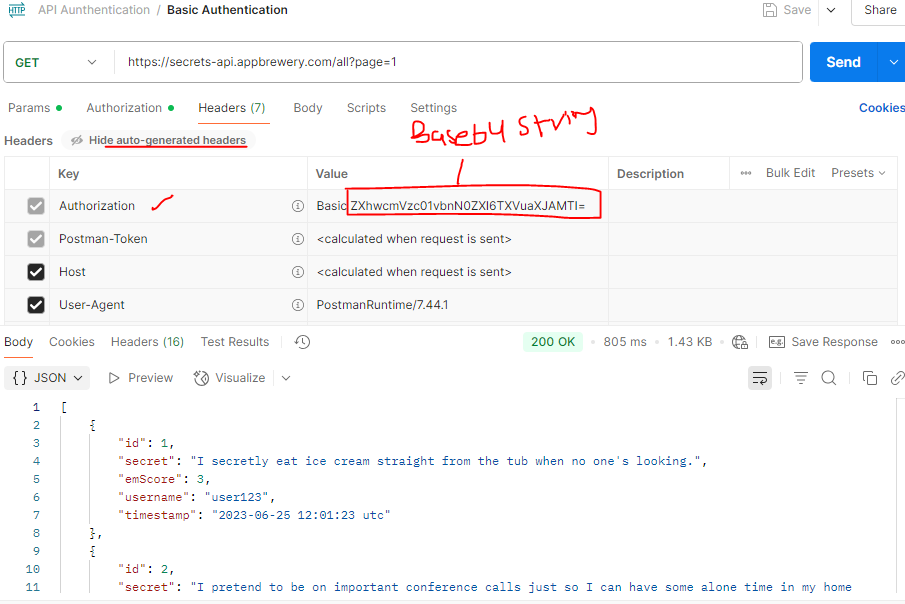 HTTP API Aunthentication / Basic Authentication Save Share
GET https://secrets-api.appbrewery.com/all?page=1 Send
Params Authorization Headers (7) Body Scripts Settings Cookies
Base64 String
Headers Hide auto-generated headers
Key Value Description Bulk Edit Presets
Authorization Basic ZXhwcmVzc01vbnN0ZXI6TXVuaXJAMTI=
Postman-Token <calculated when request is sent>
Host <calculated when request is sent>
User-Agent PostmanRuntime/7.44.1
Body Cookies Headers (16) Test Results 200 OK 805 ms 1.43 KB e.g. Save Response
{} JSON Preview Visualize
1 [
2 {
3 "id": 1,
4 "secret": "I secretly eat ice cream straight from the tub when no one's looking.",
5 "emScore": 3,
6 "username": "user123",
7 "timestamp": "2023-06-25 12:01:23 utc"
8 },
9 {
10 "id": 2,
11 "secret": "I pretend to be on important conference calls just so I can have some alone time in my home